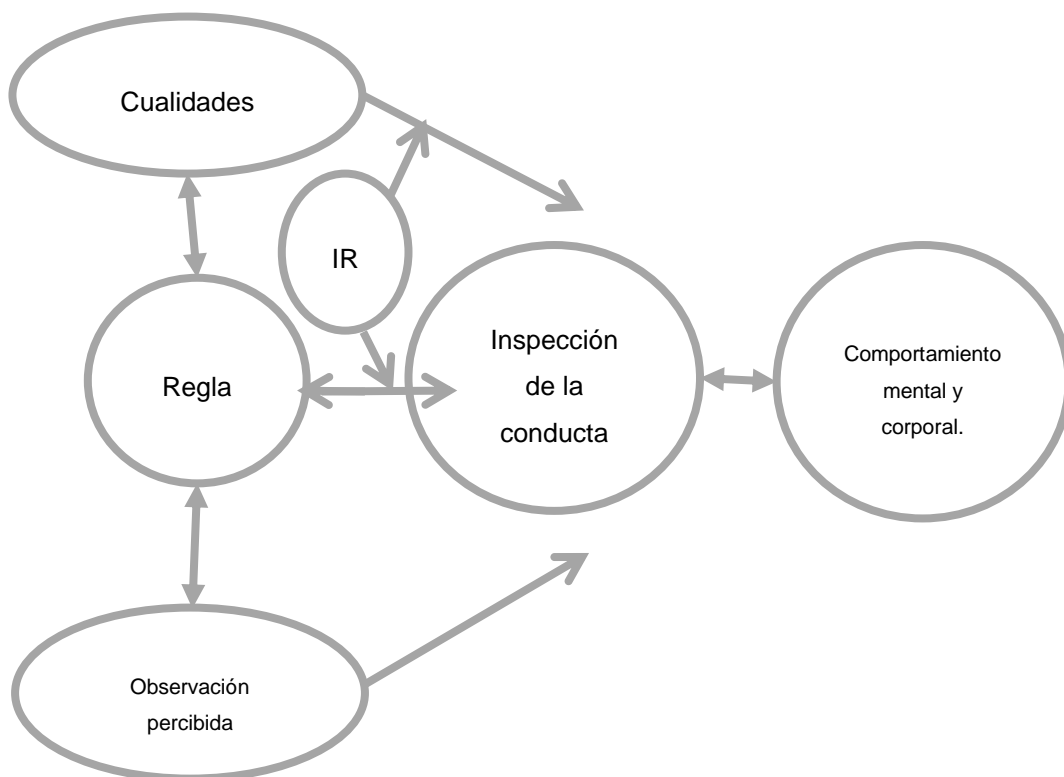 Cualidades
IR
Regla
Inspección
de la
conducta
Comportamiento
mental y
corporal.
Observación
percibida